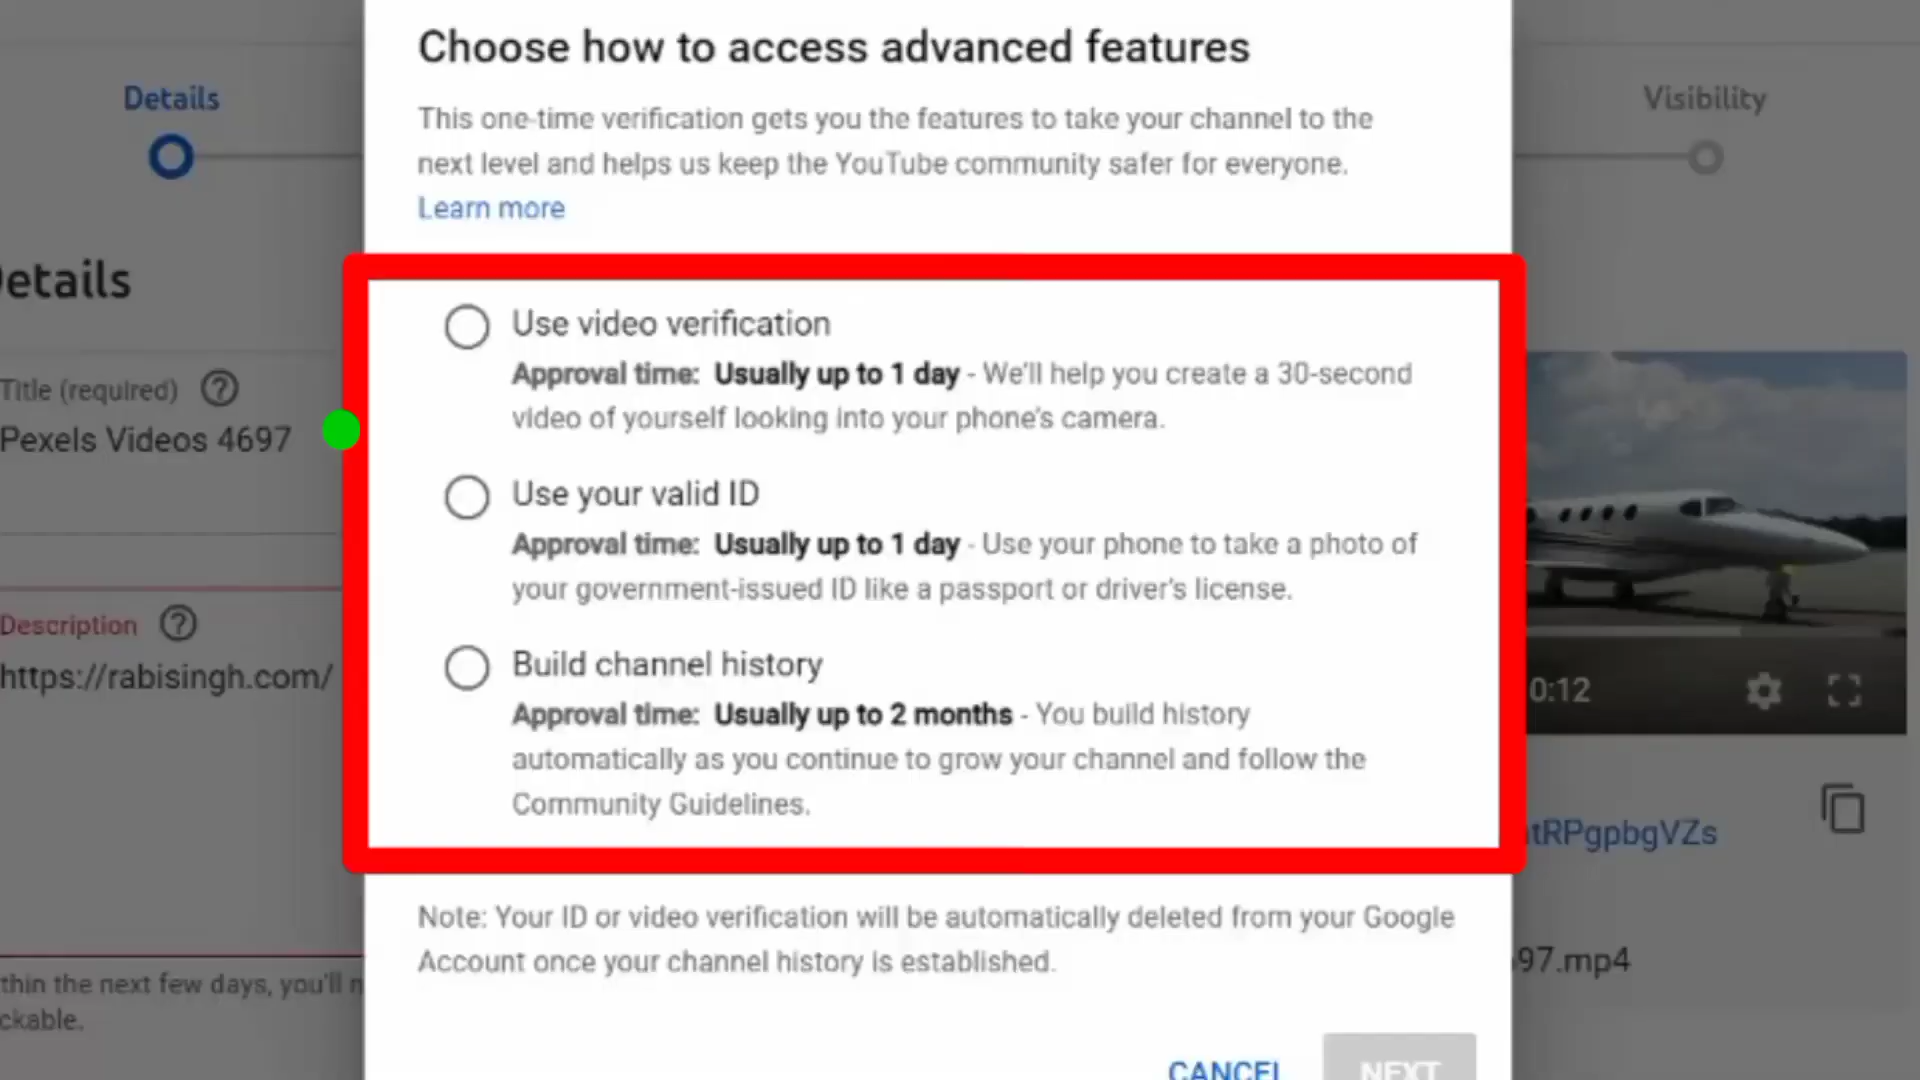 Choose how to access advanced features
This one-time verification gets you the features to take your channel to the
next level and helps us keep the YouTube community safer for everyone.
Learn more
Details
Visibility
etails
Title (required)
Pexels Videos 4697
Description
https://rabisingh.com/
thin the next few days, you'll
ckable.
Use video verification
Approval time: Usually up to 1 day - We'll help you create a 30-second
video of yourself looking into your phone's camera.
Use your valid ID
Approval time: Usually up to 1 day - Use your phone to take a photo of
your government-issued ID like a passport or driver's license.
Build channel history
Approval time: Usually up to 2 months - You build history
automatically as you continue to grow your channel and follow the
Community Guidelines.
Note: Your ID or video verification will be automatically deleted from your Google
Account once your channel history is established.
CANCEL
NEXT
0:12
tRPgpbgVZs
97.mp4